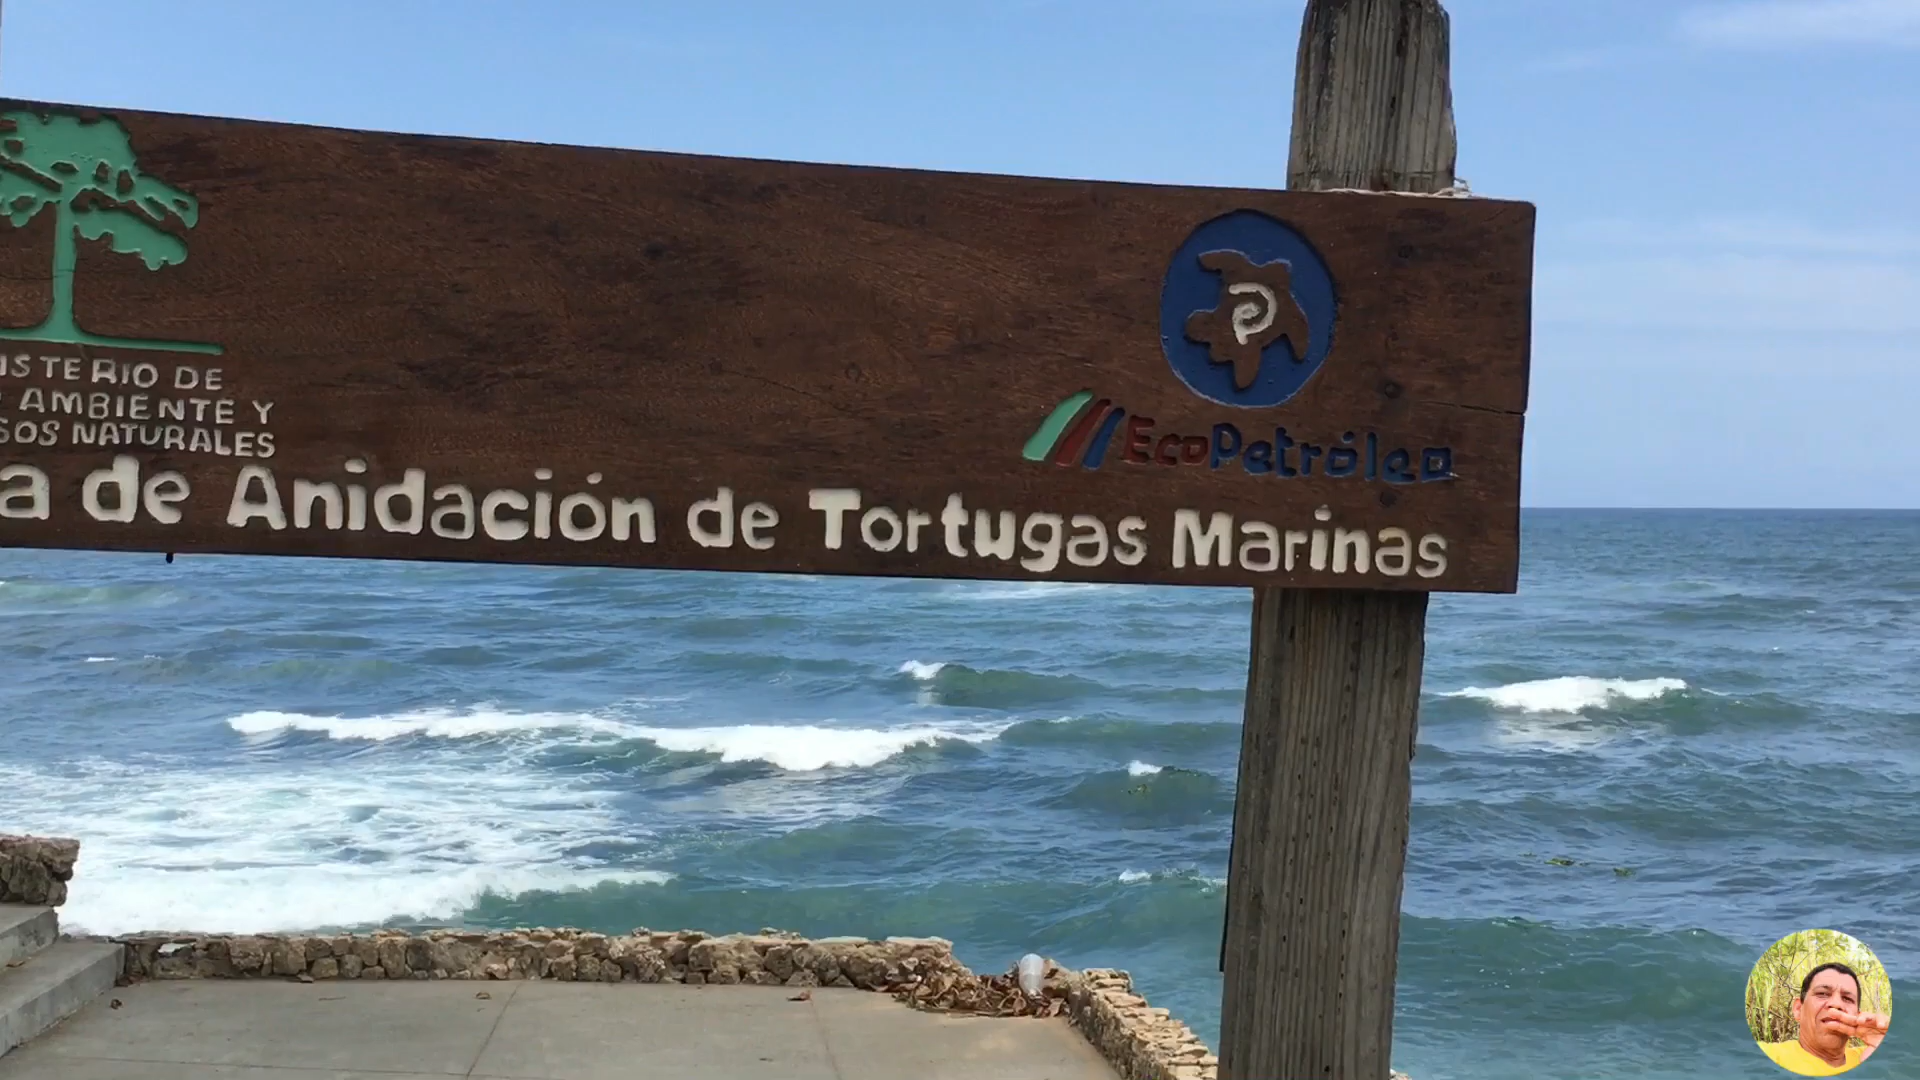 ISTERIO DE
AMBIENTE Y
SOS NATURALES
EcoPetróleo
a de Anidación de Tortugas Marinas